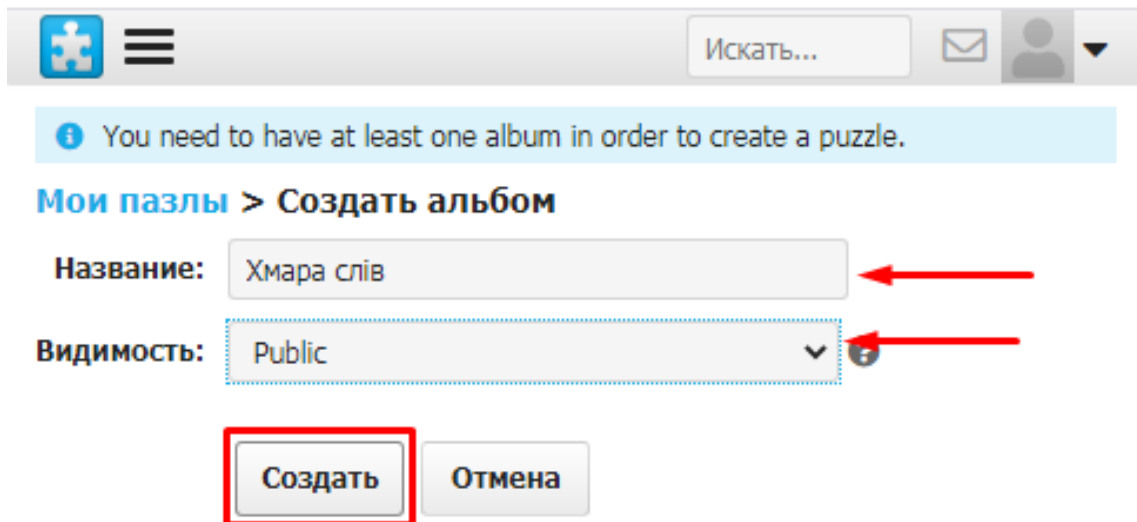 Искать...
You need to have at least one album in order to create a puzzle.
Мои пазлы > Создать альбом
Название: Хмара слів
Видимость: Public
Создать Отмена